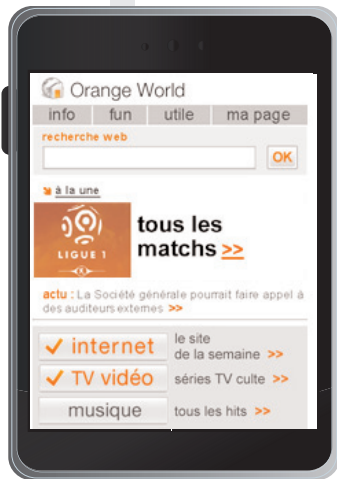 Orange World
info fun utile ma page
recherche web
OK
à la une
LIGUE 1
tous les
matchs >>
actu : La Société générale pourrait faire appel à
des auditeurs externes >>
internet
le site
de la semaine >>
TV vidéo
séries TV culte >>
musique
tous les hits >>